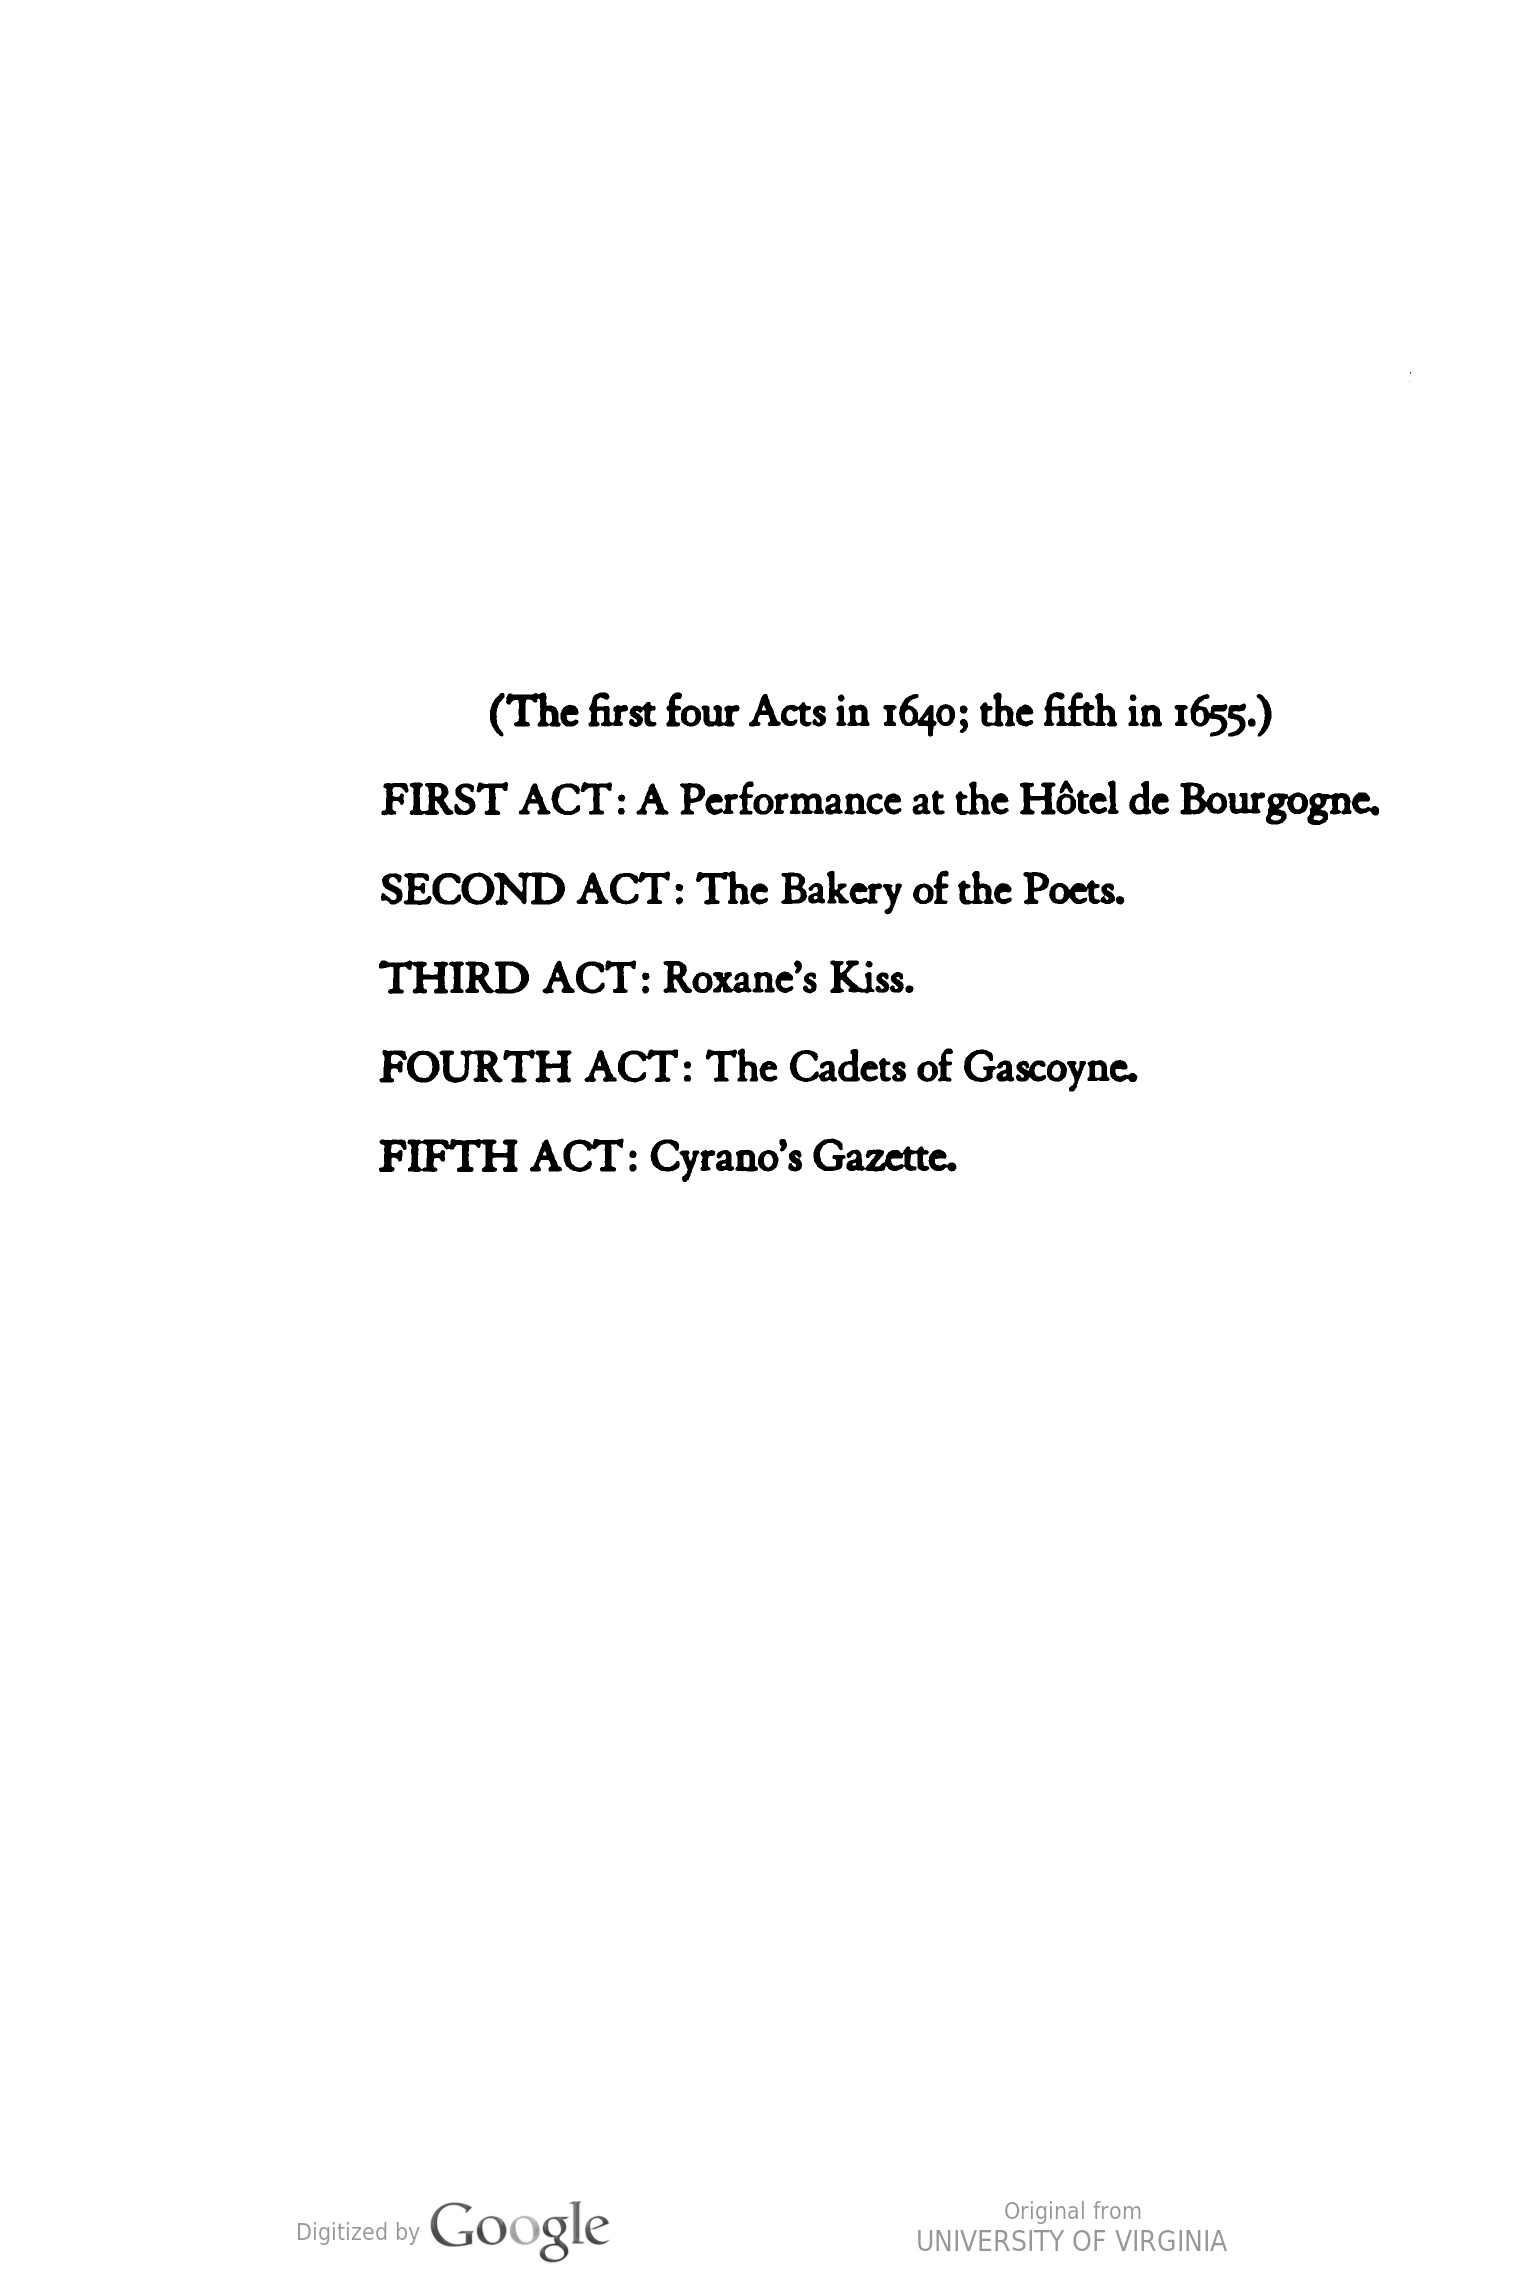 (The first four Acts in 1640; the fifth in 1655.)
FIRST ACT: A Performance at the Hôtel de Bourgogne.
SECOND ACT: The Bakery of the Poets.
THIRD ACT: Roxane's Kiss.
FOURTH ACT: The Cadets of Gascoyne.
FIFTH ACT: Cyrano's Gazette.
Digitized by Google
Original from
UNIVERSITY OF VIRGINIA